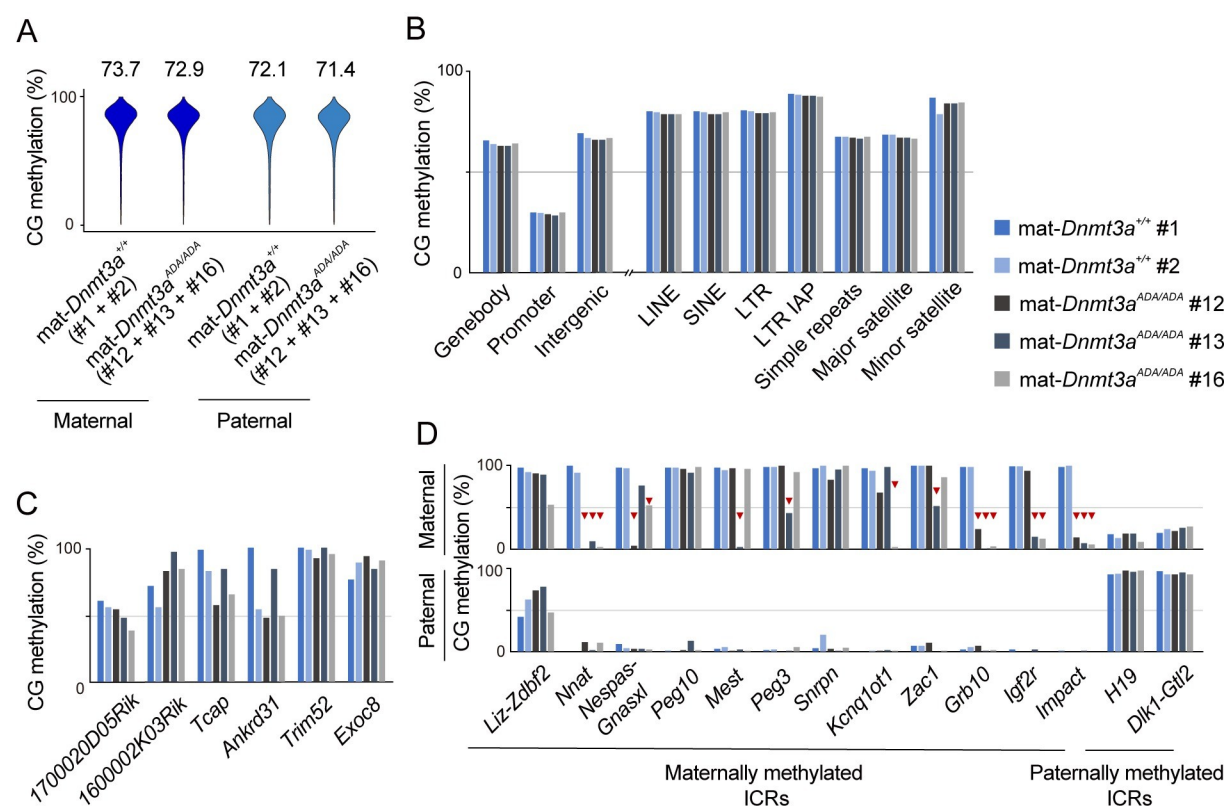 A
73.7 72.9 72.1 71.4
CG methylation (%)
100
0
mat-Dnmt3a+/+
(#1 + #2)
mat-Dnmt3aADA/ADA
(#12 + #13 + #16)
mat-Dnmt3a+/+
(#1 + #2)
mat-Dnmt3aADA/ADA
(#12 + #13 + #16)
Maternal
Paternal
B
CG methylation (%)
100
0
Genebody
Promoter
Intergenic
LINE
SINE
LTR
LTR IAP
Simple repeats
Major satellite
Minor satellite
mat-Dnmt3a+/+ #1
mat-Dnmt3a+/+ #2
mat-Dnmt3aADA/ADA #12
mat-Dnmt3aADA/ADA #13
mat-Dnmt3aADA/ADA #16
C
CG methylation (%)
100
0
1700020D05Rik
1600002K03Rik
Tcap
Ankrd31
Trim52
Exoc8
D
Maternal
Paternal
CG methylation (%)
100
0
100
0
Liz-Zdbf2
Nnat
Nespas-
Gnasxl
Peg10
Mest
Peg3
Snrpn
Kcnq1ot1
Zac1
Grb10
Igf2r
Impact
H19
Dlk1-Gtl2
Maternally methylated
ICRs
Paternally methylated
ICRs